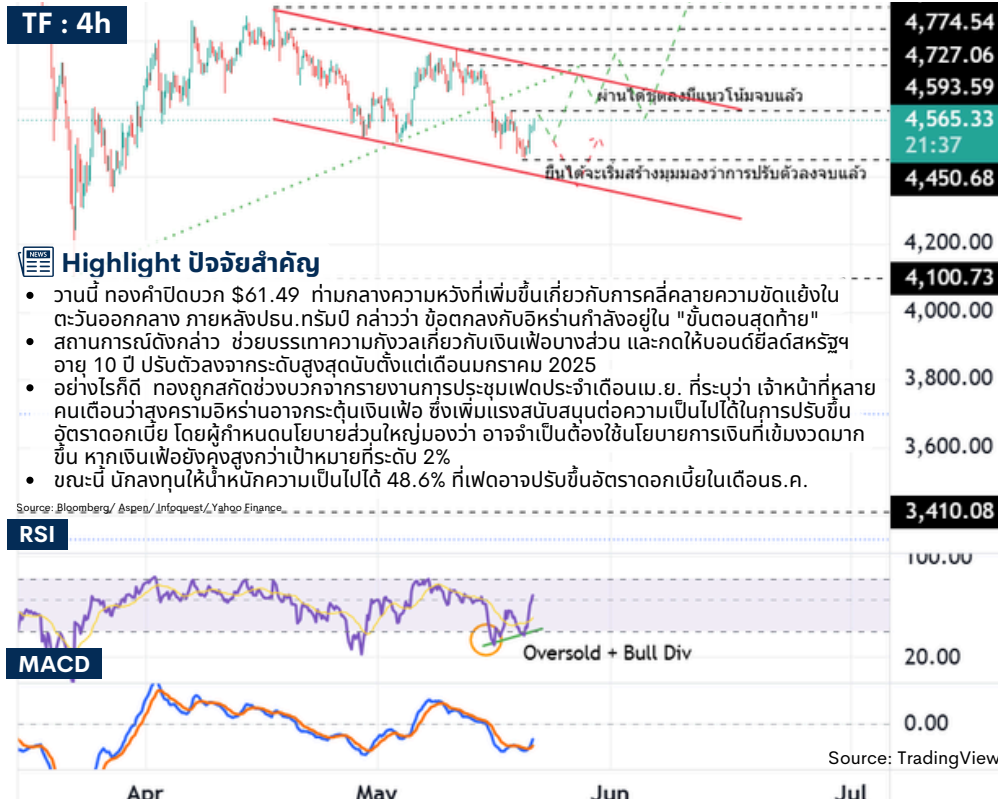 TF : 4h
4,774.54
4,727.06
4,593.59
ผ่านได้ชุดลงมีแนวโน้มจบแล้ว
4,565.33
21:37
4,450.68
ยืนได้จะเริ่มสร้างมุมมองว่าการปรับตัวลงจบแล้ว
4,200.00
NEWS
Highlight ปัจจัยสำคัญ
4,100.73
• วานนี้ ทองคำปิดบวก $61.49 ท่ามกลางความหวังที่เพิ่มขึ้นเกี่ยวกับการคลี่คลายความขัดแย้งใน
4,000.00
ตะวันออกกลาง ภายหลังปธน.ทรัมป์ กล่าวว่า ข้อตกลงกับอิหร่านกำลังอยู่ใน "ขั้นตอนสุดท้าย"
• สถานการณ์ดังกล่าว ช่วยบรรเทาความกังวลเกี่ยวกับเงินเฟ้อบางส่วน และกดให้บอนด์ยีลด์สหรัฐฯ
อายุ 10 ปี ปรับตัวลงจากระดับสูงสุดนับตั้งแต่เดือนมกราคม 2025
3,800.00
• อย่างไรก็ดี ทองถูกสกัดช่วงบวกจากรายงานการประชุมเฟดประจำเดือนเม.ย. ที่ระบุว่า เจ้าหน้าที่หลาย
คนเตือนว่าสงครามอิหร่านอาจกระตุ้นเงินเฟ้อ ซึ่งเพิ่มแรงสนับสนุนต่อความเป็นไปได้ในการปรับขึ้น
อัตราดอกเบี้ย โดยผู้กำหนดนโยบายส่วนใหญ่มองว่า อาจจำเป็นต้องใช้นโยบายการเงินที่เข้มงวดมาก
3,600.00
ขึ้น หากเงินเฟ้อยังคงสูงกว่าเป้าหมายที่ระดับ 2%
• ขณะนี้ นักลงทุนให้น้ำหนักความเป็นไปได้ 48.6% ที่เฟดอาจปรับขึ้นอัตราดอกเบี้ยในเดือนธ.ค.
Source: Bloomberg/ Aspen/ Infoquest/ Yahoo Finance
3,410.08
RSI
100.00
Oversold + Bull Div
20.00
MACD
0.00
Source: TradingView
Apr
May
Jun
Jul